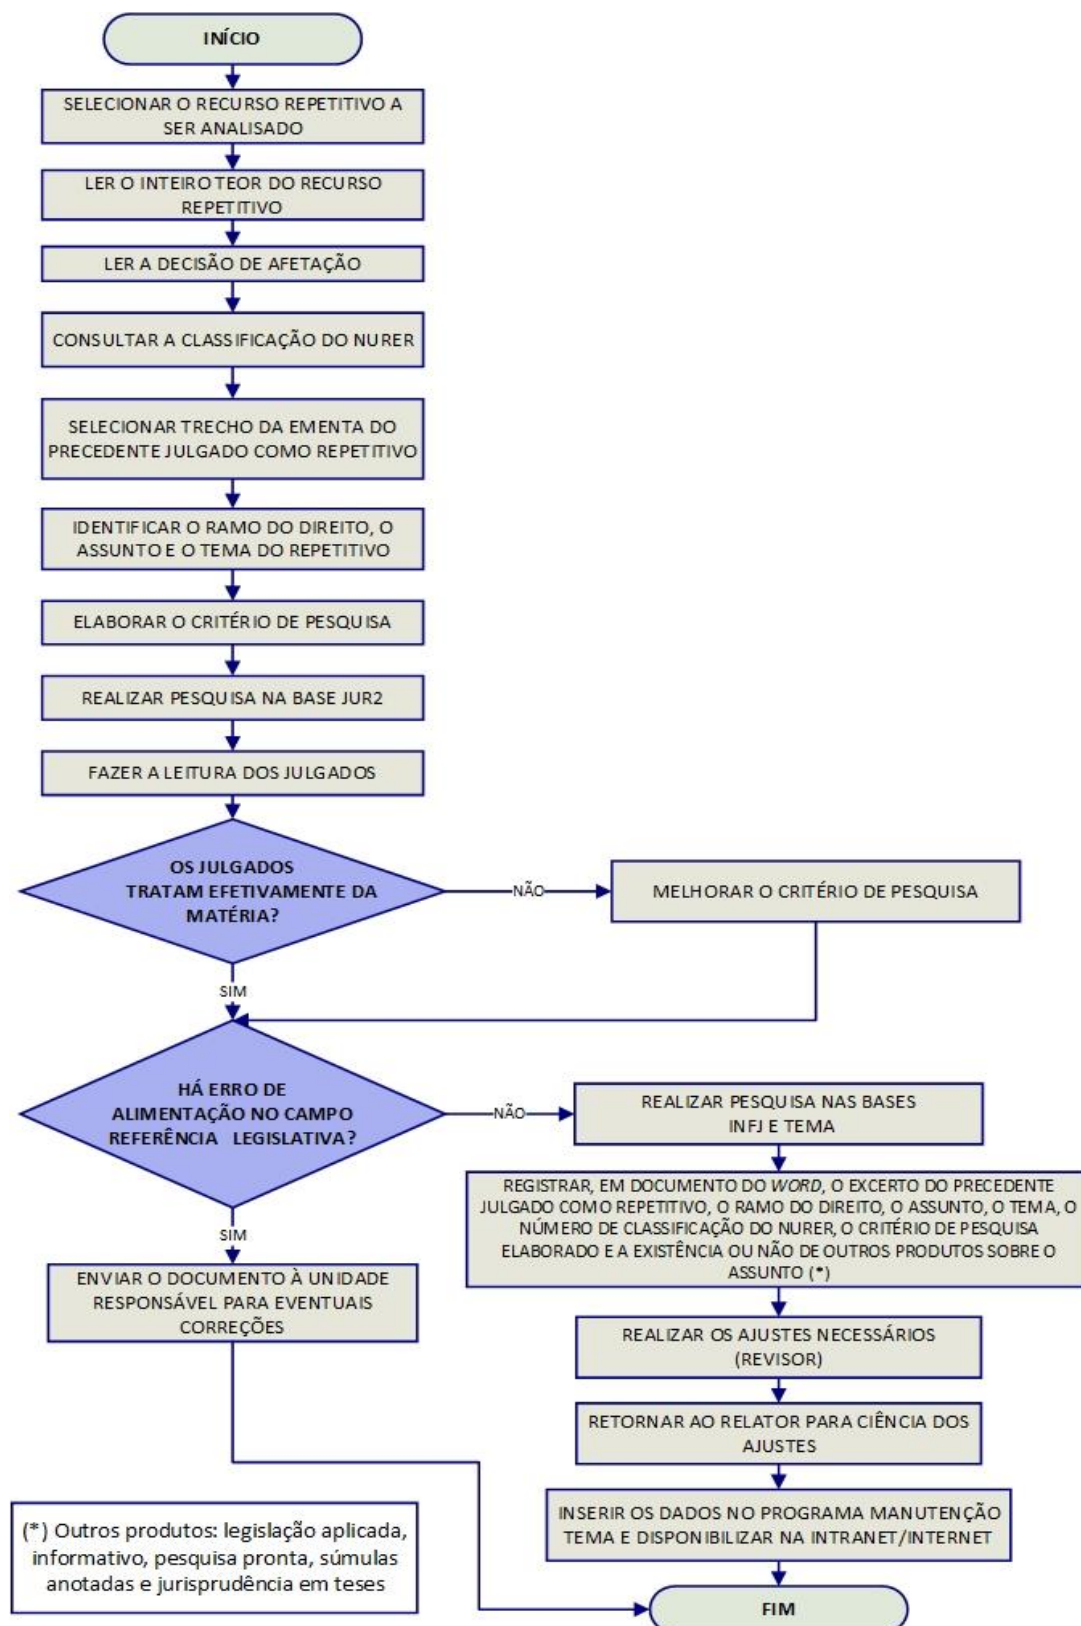 INÍCIO
SELECIONAR O RECURSO REPETITIVO A
SER ANALISADO
LER O INTEIRO TEOR DO RECURSO
REPETITIVO
LER A DECISÃO DE AFETAÇÃO
CONSULTAR A CLASSIFICAÇÃO DO NURER
SELECIONAR TRECHO DA EMENTA DO
PRECEDENTE JULGADO COMO REPETITIVO
IDENTIFICAR O RAMO DO DIREITO, O
ASSUNTO E O TEMA DO REPETITIVO
ELABORAR O CRITÉRIO DE PESQUISA
REALIZAR PESQUISA NA BASE JUR2
FAZER A LEITURA DOS JULGADOS
OS JULGADOS
TRATAM EFETIVAMENTE DA
MATÉRIA?
NÃO
MELHORAR O CRITÉRIO DE PESQUISA
SIM
HÁ ERRO DE
ALIMENTAÇÃO NO CAMPO
REFERÊNCIA LEGISLATIVA?
NÃO
REALIZAR PESQUISA NAS BASES
INFJ E TEMA
REGISTRAR, EM DOCUMENTO DO WORD, O EXCERTO DO PRECEDENTE
JULGADO COMO REPETITIVO, O RAMO DO DIREITO, O ASSUNTO, O TEMA, O
NÚMERO DE CLASSIFICAÇÃO DO NURER, O CRITÉRIO DE PESQUISA
ELABORADO E A EXISTÊNCIA OU NÃO DE OUTROS PRODUTOS SOBRE O
ASSUNTO (*)
SIM
ENVIAR O DOCUMENTO À UNIDADE
RESPONSÁVEL PARA EVENTUAIS
CORREÇÕES
REALIZAR OS AJUSTES NECESSÁRIOS
(REVISOR)
RETORNAR AO RELATOR PARA CIÊNCIA DOS
AJUSTES
INSERIR OS DADOS NO PROGRAMA MANUTENÇÃO
TEMA E DISPONIBILIZAR NA INTRANET/INTERNET
(*) Outros produtos: legislação aplicada,
informativo, pesquisa pronta, súmulas
anotadas e jurisprudência em teses
FIM